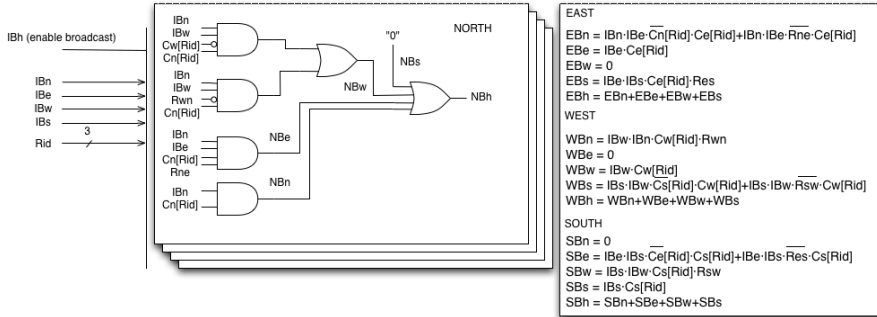 IBh (enable broadcast)
IBn
IBe
IBw
IBs
Rid
3
NORTH
IBn
IBw
Cw[Rid]
Cn[Rid]
IBn
IBw
Rwn
Cn[Rid]
IBn
IBe
Cn[Rid]
Rne
IBn
Cn[Rid]
"0"
NBs
NBw
NBe
NBn
NBh
EAST
EBn = IBn·IBe·C̅n[Rid]·Ce[Rid]+IBn·IBe·R̅n̅e̅·Ce[Rid]
EBe = IBe·Ce[Rid]
EBw = 0
EBs = IBe·IBs·Ce[Rid]·Res
EBh = EBn+EBe+EBw+EBs
WEST
WBn = IBw·IBn·Cw[Rid]·Rwn
WBe = 0
WBw = IBw·Cw[Rid]
WBs = IBs·IBw·C̅s̅[Rid]·Cw[Rid]+IBs·IBw·R̅s̅w̅·Cw[Rid]
WBh = WBn+WBe+WBw+WBs
SOUTH
SBn = 0
SBe = IBe·IBs·C̅e̅[Rid]·Cs[Rid]+IBe·IBs·R̅e̅s̅·Cs[Rid]
SBw = IBs·IBw·Cs[Rid]·Rsw
SBs = IBs·Cs[Rid]
SBh = SBn+SBe+SBw+SBs